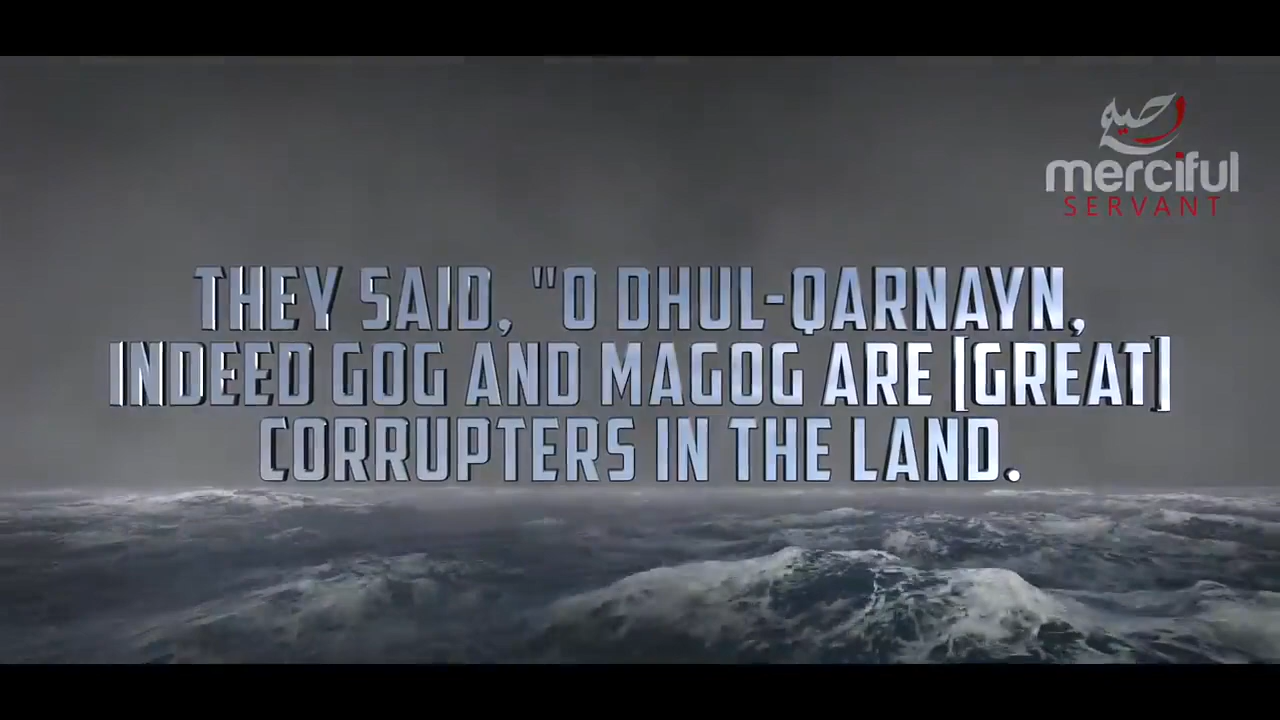 merciful
SERVANT
THEY SAID, "O DHUL-QARNAYN,
INDEED GOG AND MAGOG ARE [GREAT]
CORRUPTERS IN THE LAND.